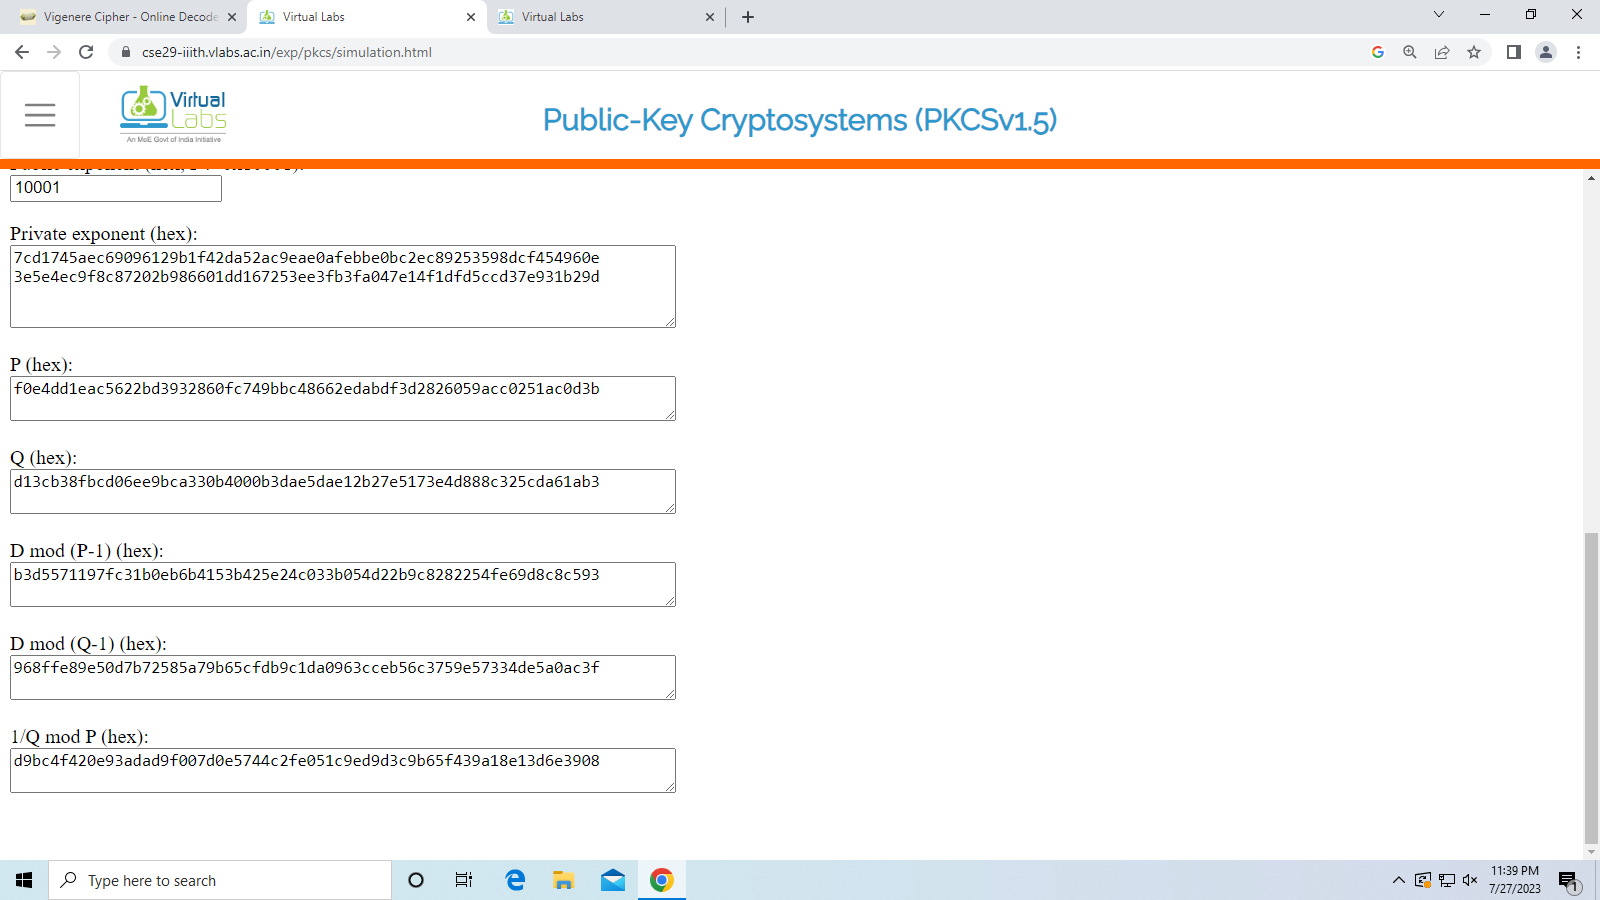 Vigenere Cipher - Online Decode
Virtual Labs
Virtual Labs
cse29-iiith.vlabs.ac.in/exp/pkcs/simulation.html
Virtual
Labs
An MoE Govt of India Initiative
Public-Key Cryptosystems (PKCSv1.5)
10001
Private exponent (hex):
7cd1745aec69096129b1f42da52ac9eae0afebbe0bc2ec89253598dcf454960e
3e5e4ec9f8c87202b986601dd167253ee3fb3fa047e14f1dfd5ccd37e931b29d
P (hex):
f0e4dd1eac5622bd3932860fc749bbc48662edabdf3d2826059acc0251ac0d3b
Q (hex):
d13cb38fbcd06ee9bca330b4000b3dae5dae12b27e5173e4d888c325cda61ab3
D mod (P-1) (hex):
b3d5571197fc31b0eb6b4153b425e24c033b054d22b9c8282254fe69d8c8c593
D mod (Q-1) (hex):
968ffe89e50d7b72585a79b65cfdb9c1da0963cceb56c3759e57334de5a0ac3f
1/Q mod P (hex):
d9bc4f420e93adad9f007d0e5744c2fe051c9ed9d3c9b65f439a18e13d6e3908
Type here to search
11:39 PM
7/27/2023
1